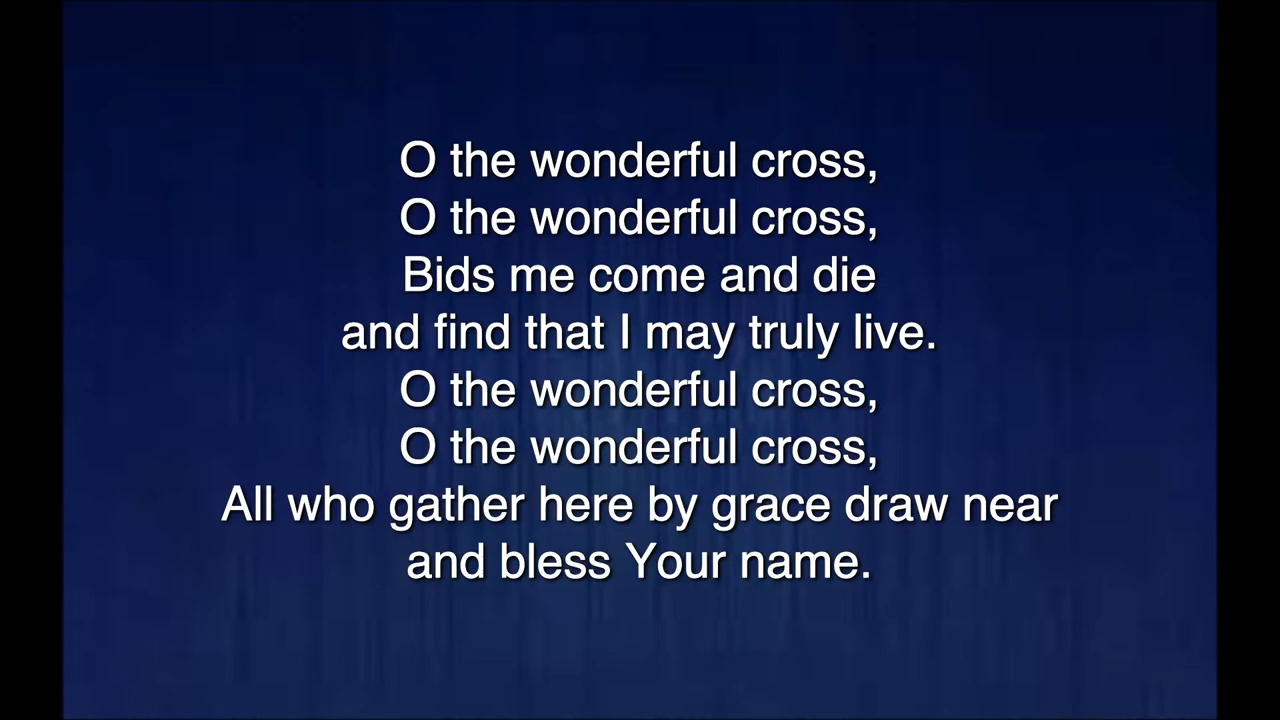 O the wonderful cross,
O the wonderful cross,
Bids me come and die
and find that I may truly live.
O the wonderful cross,
O the wonderful cross,
All who gather here by grace draw near
and bless Your name.